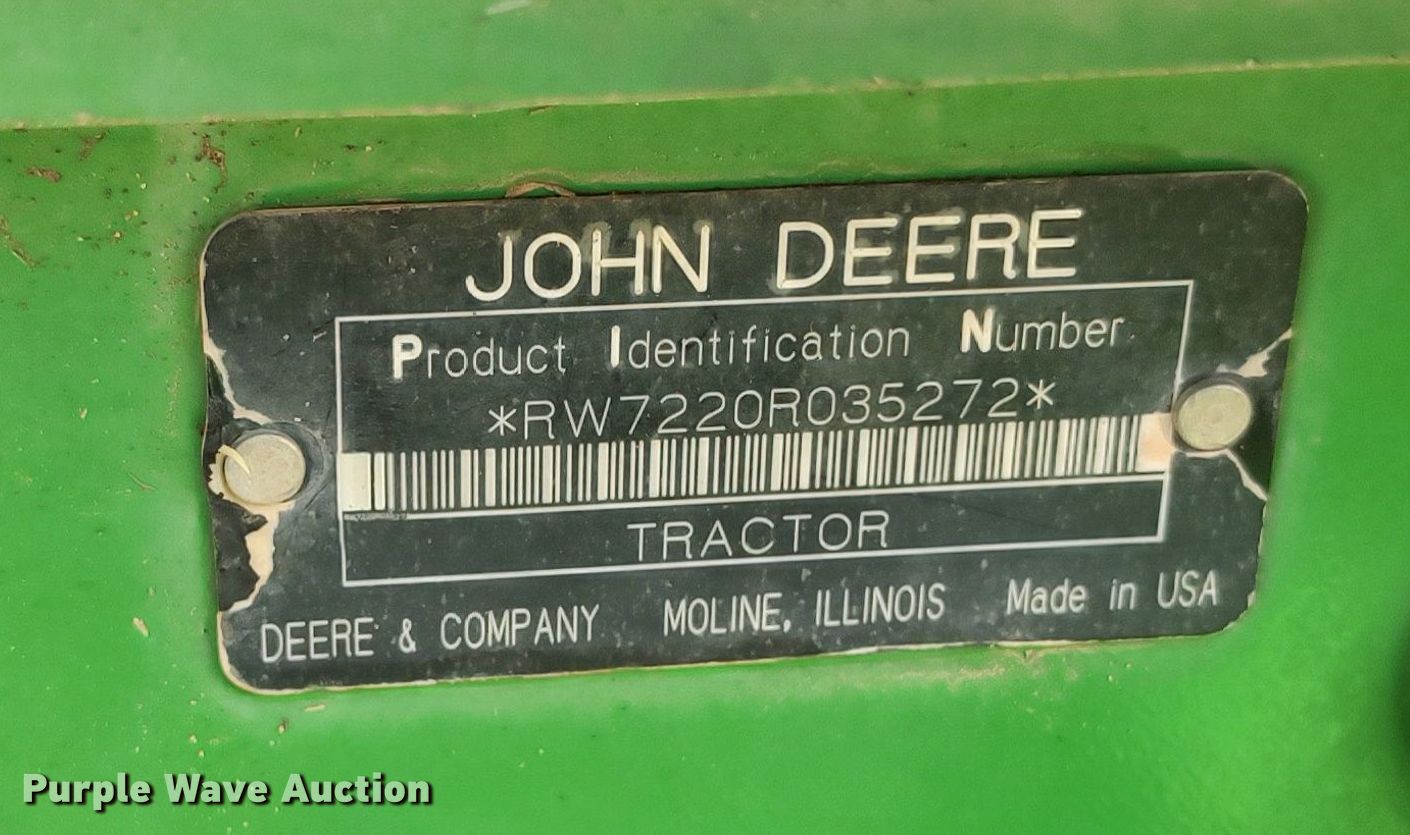 JOHN DEERE
Product Identification Number
*RW7220R035272*
TRACTOR
DEERE & COMPANY MOLINE, ILLINOIS Made in USA
Purple Wave Auction